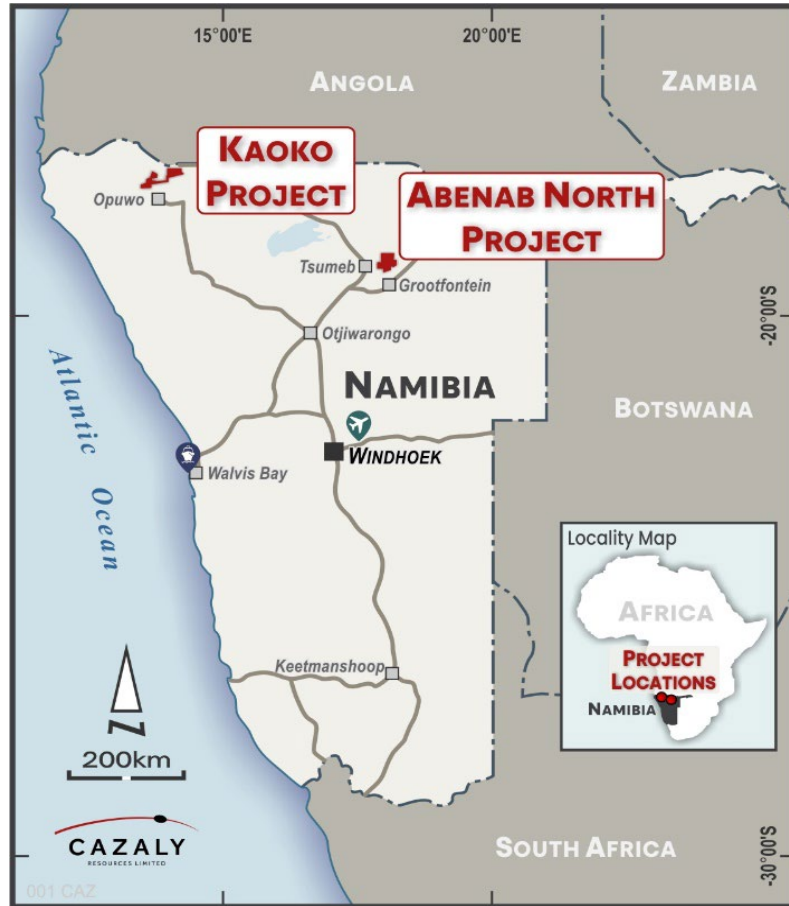 15°00'E
20°00'E
ANGOLA
ZAMBIA
KAOKO
PROJECT
ABENAB NORTH
PROJECT
Opuwo
Tsumeb
Grootfontein
-20°00'S
Otjiwarongo
Atlantic Ocean
NAMIBIA
BOTSWANA
WINDHOEK
Walvis Bay
Locality Map
AFRICA
PROJECT
LOCATIONS
NAMIBIA
Keetmanshoop
N
200km
CAZALY
RESOURCES LIMITED
SOUTH AFRICA
-30°00'S
001 CAZ